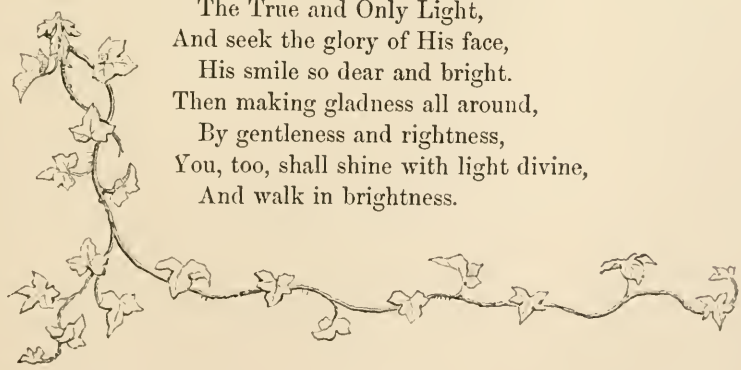 The True and Only Light,
And seek the glory of His face,
His smile so dear and bright.
Then making gladness all around,
By gentleness and rightness,
You, too, shall shine with light divine,
And walk in brightness.